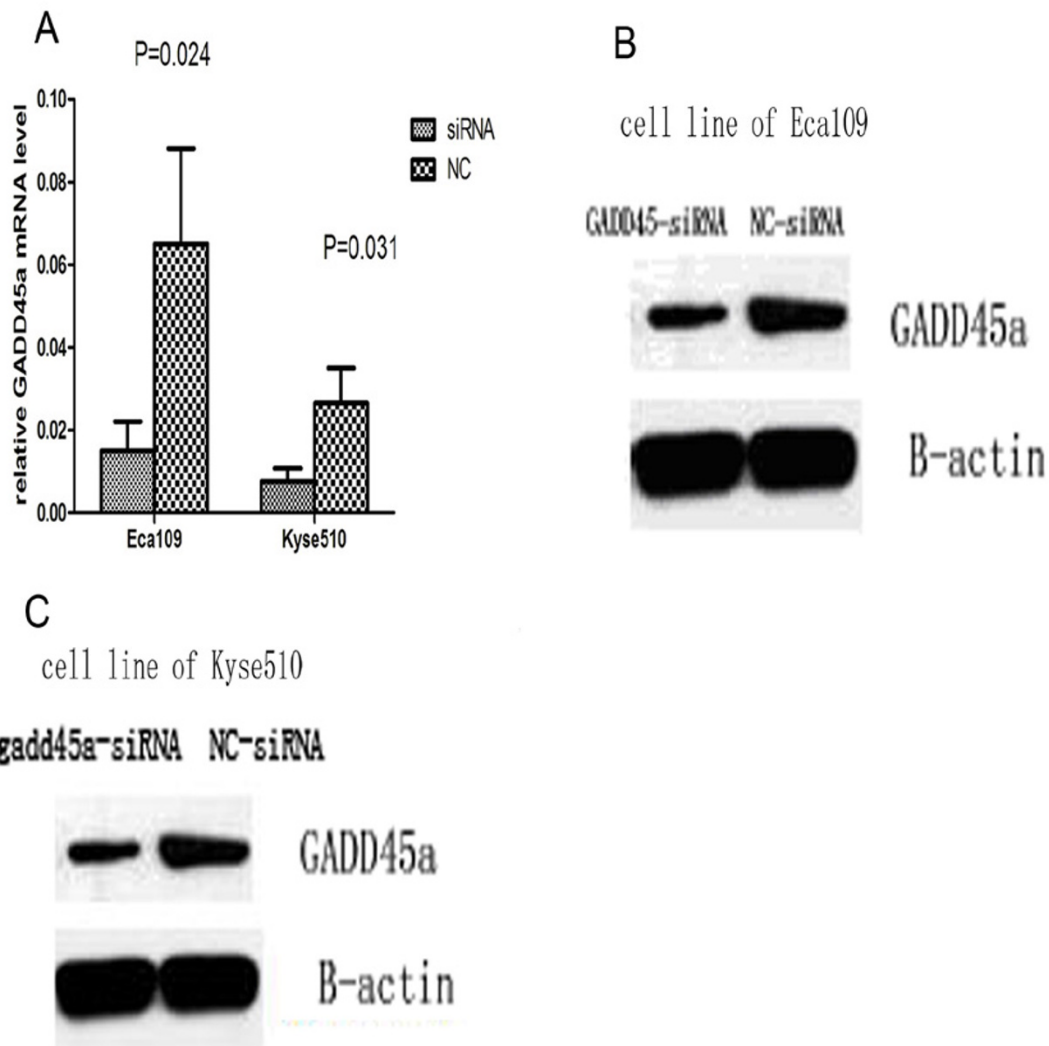 A
P=0.024
P=0.031
siRNA
NC
relative GADD45a mRNA level
0.10
0.08
0.06
0.04
0.02
0.00
Eca109
Kyse510
B
cell line of Eca109
GADD45-siRNA NC-siRNA
GADD45a
B-actin
C
cell line of Kyse510
gadd45a-siRNA NC-siRNA
GADD45a
B-actin